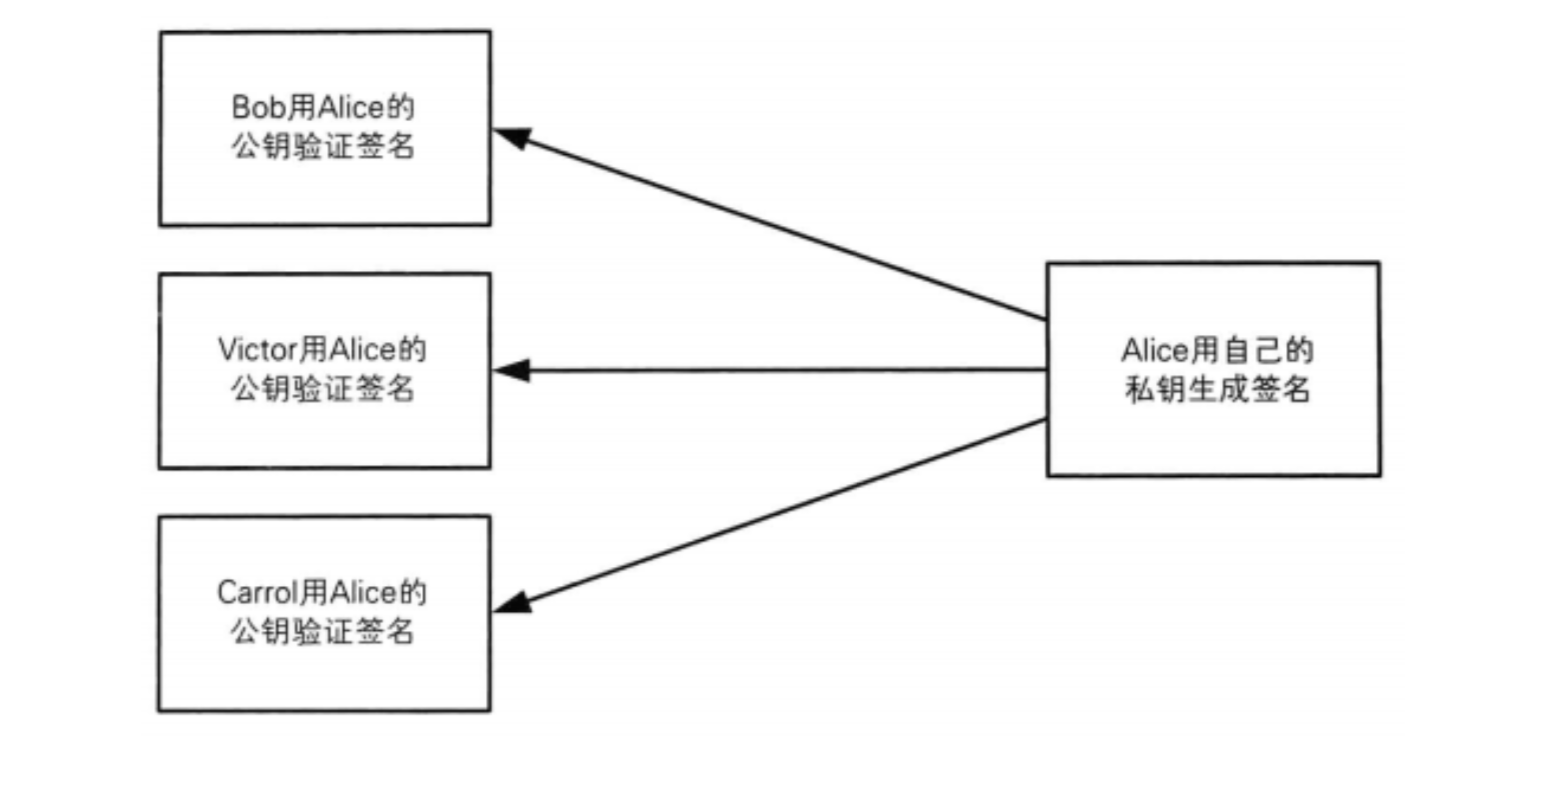 Bob用Alice的
公钥验证签名
Victor用Alice的
公钥验证签名
Carrol用Alice的
公钥验证签名
Alice用自己的
私钥生成签名